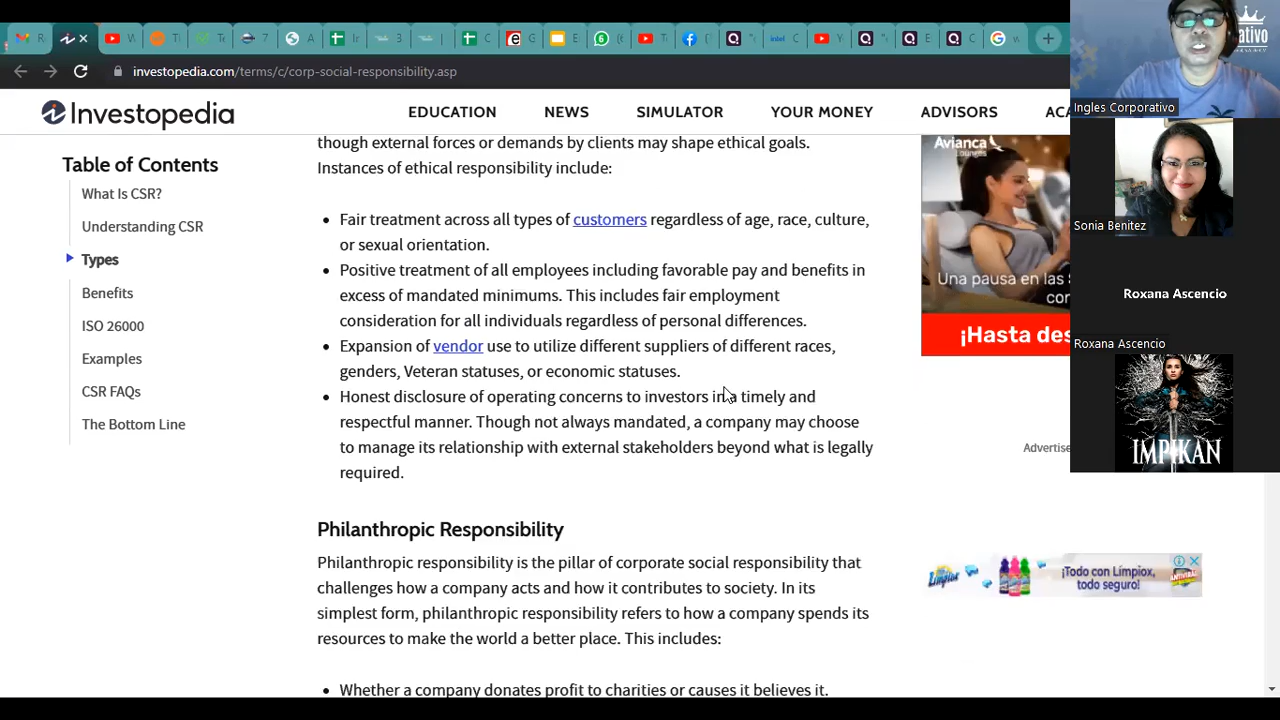 investopedia.com/terms/c/corp-social-responsibility.asp
Investopedia
EDUCATION NEWS SIMULATOR YOUR MONEY ADVISORS
Table of Contents
What Is CSR?
Understanding CSR
Types
Benefits
ISO 26000
Examples
CSR FAQs
The Bottom Line
though external forces or demands by clients may shape ethical goals.
Instances of ethical responsibility include:
• Fair treatment across all types of customers regardless of age, race, culture,
or sexual orientation.
• Positive treatment of all employees including favorable pay and benefits in
excess of mandated minimums. This includes fair employment
consideration for all individuals regardless of personal differences.
• Expansion of vendor use to utilize different suppliers of different races,
genders, Veteran statuses, or economic statuses.
• Honest disclosure of operating concerns to investors in a timely and
respectful manner. Though not always mandated, a company may choose
to manage its relationship with external stakeholders beyond what is legally
required.
Philanthropic Responsibility
Philanthropic responsibility is the pillar of corporate social responsibility that
challenges how a company acts and how it contributes to society. In its
simplest form, philanthropic responsibility refers to how a company spends its
resources to make the world a better place. This includes:
• Whether a company donates profit to charities or causes it believes it.
Avianca
Una pausa en las
¡Hasta des
Advertise
Limpiox
¡Todo con Límpiox,
todo seguro!
Ingles Corporativo
Sonia Benitez
Roxana Ascencio
Roxana Ascencio
IMPIKAN